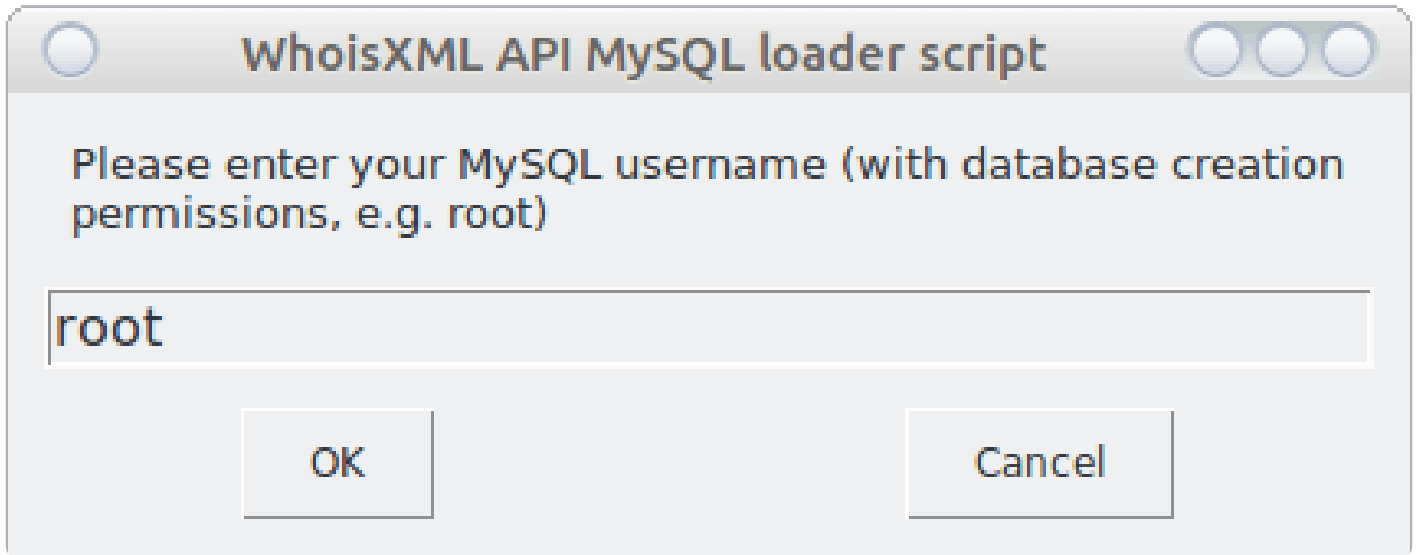 WhoisXML API MySQL loader script
Please enter your MySQL username (with database creation
permissions, e.g. root)
root
OK
Cancel